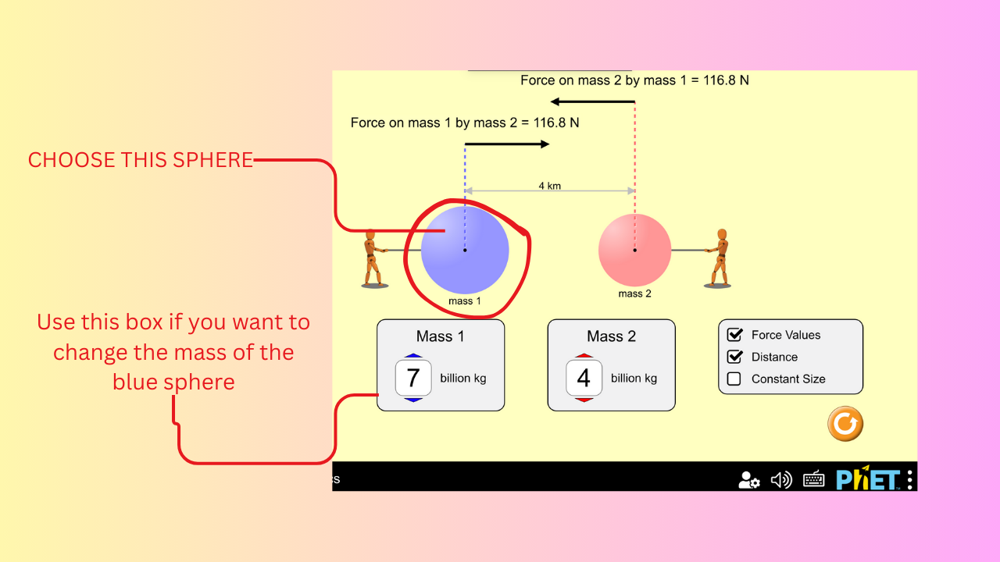 Force on mass 2 by mass 1 = 116.8 N
Force on mass 1 by mass 2 = 116.8 N
CHOOSE THIS SPHERE
4 km
mass 1
mass 2
Use this box if you want to
change the mass of the
blue sphere
Mass 1
7 billion kg
Mass 2
4 billion kg
Force Values
Distance
Constant Size
cs
PhET